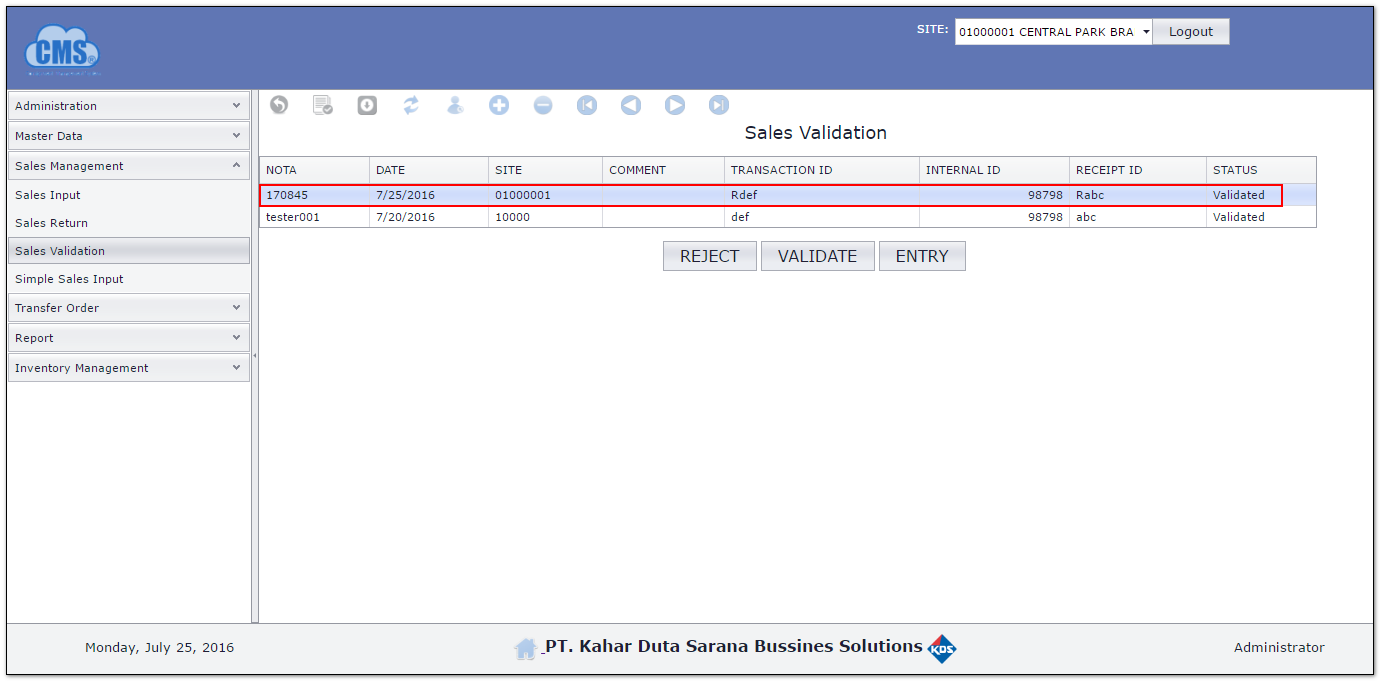 CMS
SITE: 01000001 CENTRAL PARK BRA Logout
Administration
Master Data
Sales Management
Sales Input
Sales Return
Sales Validation
Simple Sales Input
Transfer Order
Report
Inventory Management
Sales Validation
NOTA DATE SITE COMMENT TRANSACTION ID INTERNAL ID RECEIPT ID STATUS
170845 7/25/2016 01000001 Rdef 98798 Rabc Validated
tester001 7/20/2016 10000 def 98798 abc Validated
REJECT VALIDATE ENTRY
Monday, July 25, 2016 PT. Kahar Duta Sarana Bussines Solutions KDS Administrator